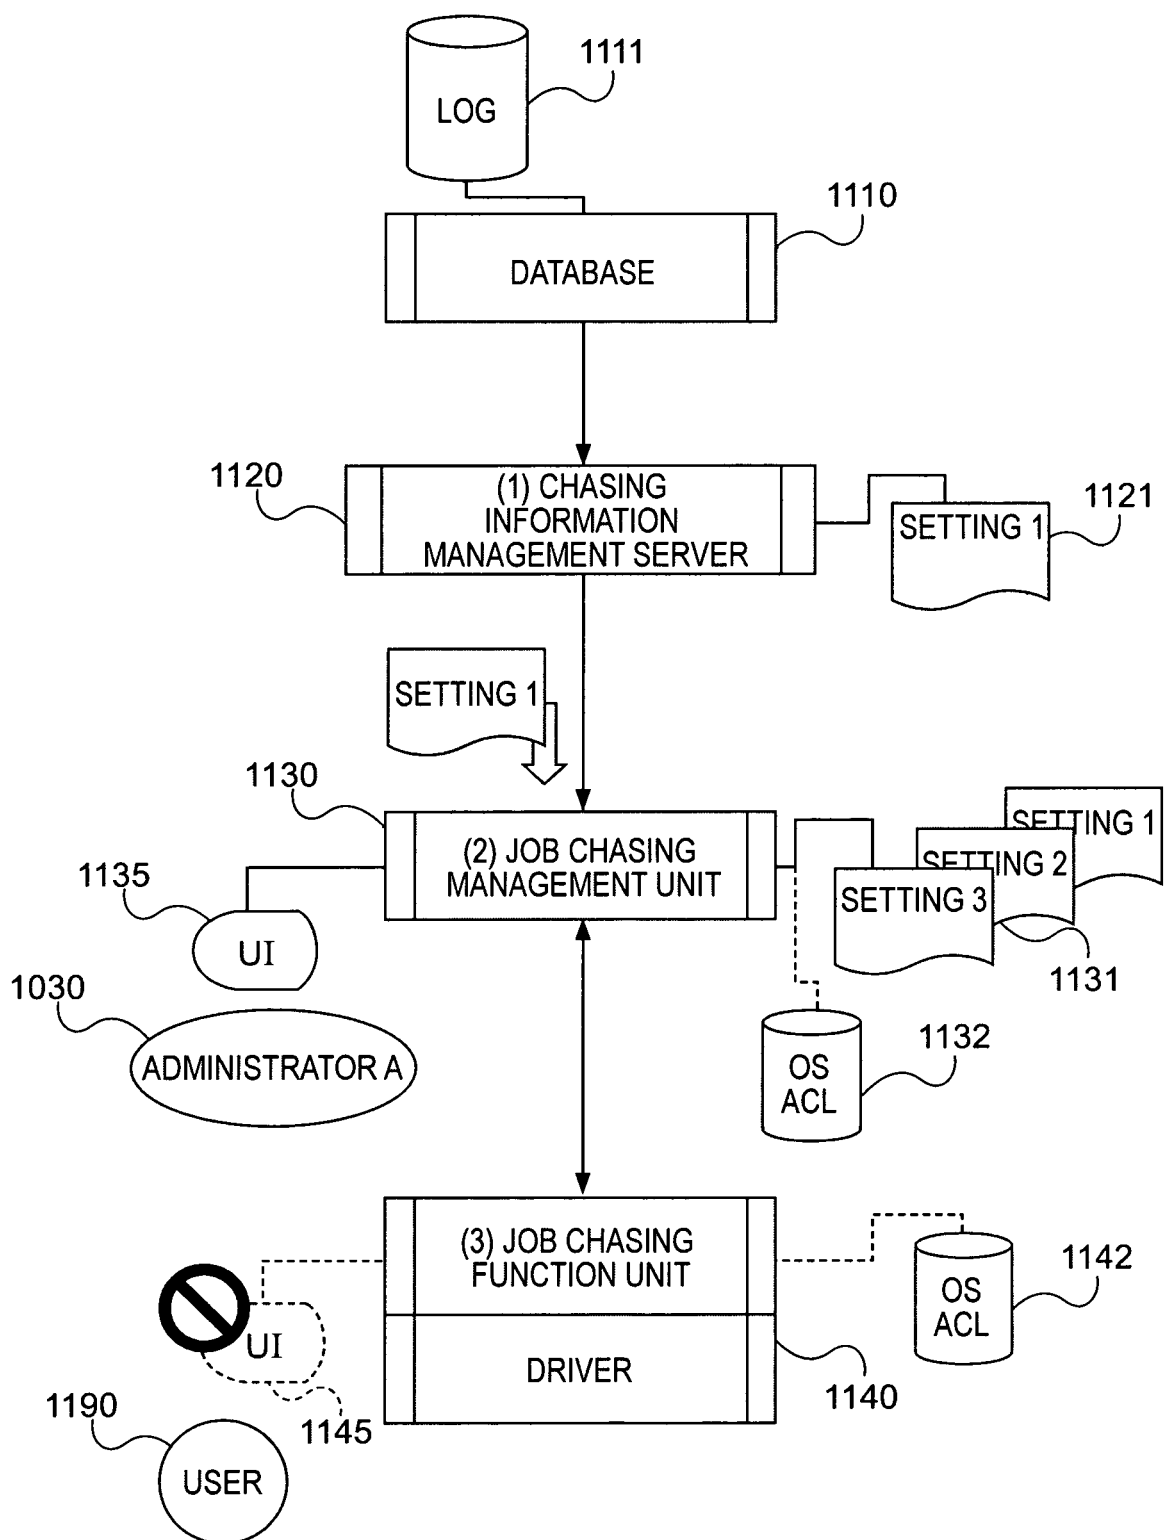 1111
LOG
1110
DATABASE
1120
(1) CHASING
INFORMATION
MANAGEMENT SERVER
1121
SETTING 1
SETTING 1
1130
(2) JOB CHASING
MANAGEMENT UNIT
SETTING 1
SETTING 2
SETTING 3
1131
1135
UI
1030
ADMINISTRATOR A
1132
OS
ACL
(3) JOB CHASING
FUNCTION UNIT
1142
OS
ACL
UI
DRIVER
1140
1145
1190
USER